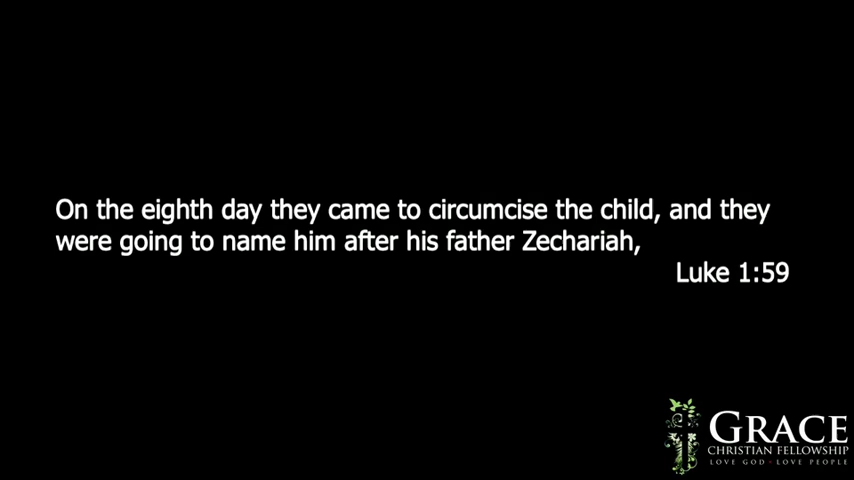 On the eighth day they came to circumcise the child, and they
were going to name him after his father Zechariah,
Luke 1:59
GRACE
CHRISTIAN FELLOWSHIP
LOVE GOD · LOVE PEOPLE